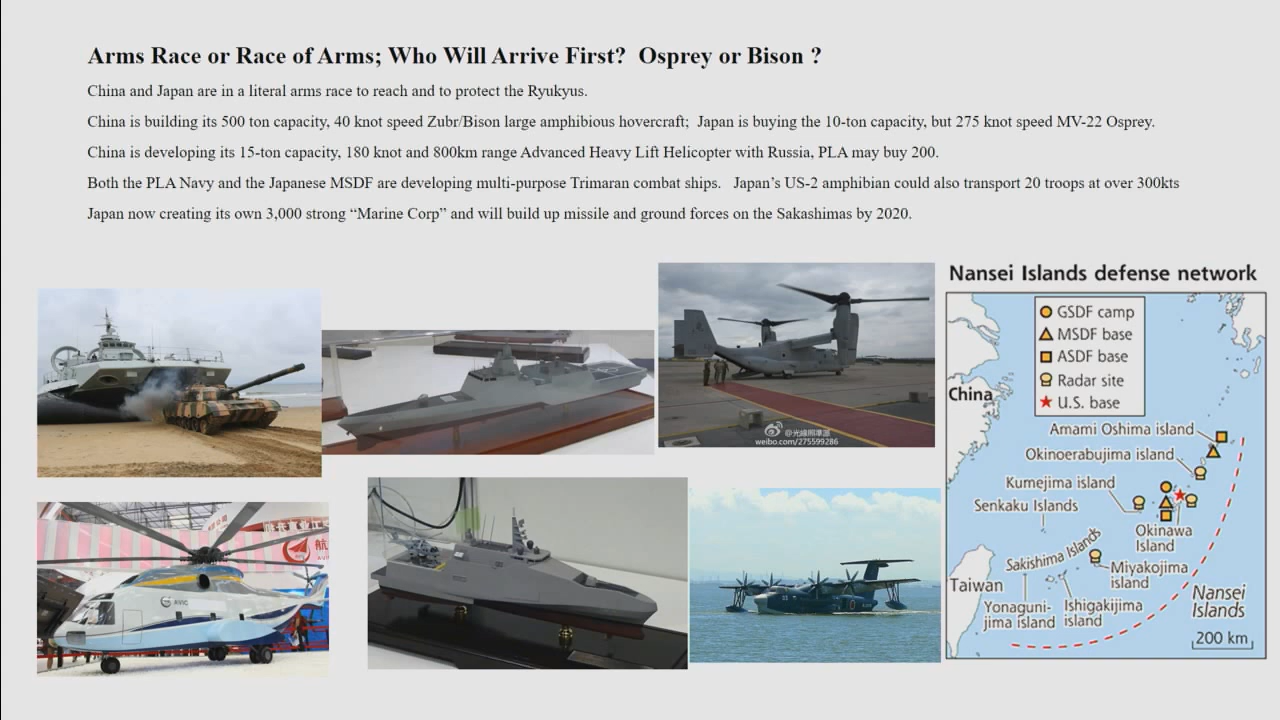 Arms Race or Race of Arms; Who Will Arrive First?  Osprey or Bison ?
China and Japan are in a literal arms race to reach and to protect the Ryukyus.
China is building its 500 ton capacity, 40 knot speed Zubr/Bison large amphibious hovercraft;  Japan is buying the 10-ton capacity, but 275 knot speed MV-22 Osprey.
China is developing its 15-ton capacity, 180 knot and 800km range Advanced Heavy Lift Helicopter with Russia, PLA may buy 200.
Both the PLA Navy and the Japanese MSDF are developing multi-purpose Trimaran combat ships.   Japan’s US-2 amphibian could also transport 20 troops at over 300kts
Japan now creating its own 3,000 strong “Marine Corp” and will build up missile and ground forces on the Sakashimas by 2020.
weibo.com/275599286
AVIC
Nansei Islands defense network
GSDF camp
MSDF base
ASDF base
Radar site
U.S. base
China
Amami Oshima island
Okinoerabujima island
Kumejima island
Senkaku Islands
Okinawa
Island
Sakishima Islands
Miyakojima
island
Taiwan
Yonaguni-
jima island
Ishigakijima
island
Nansei
Islands
200 km